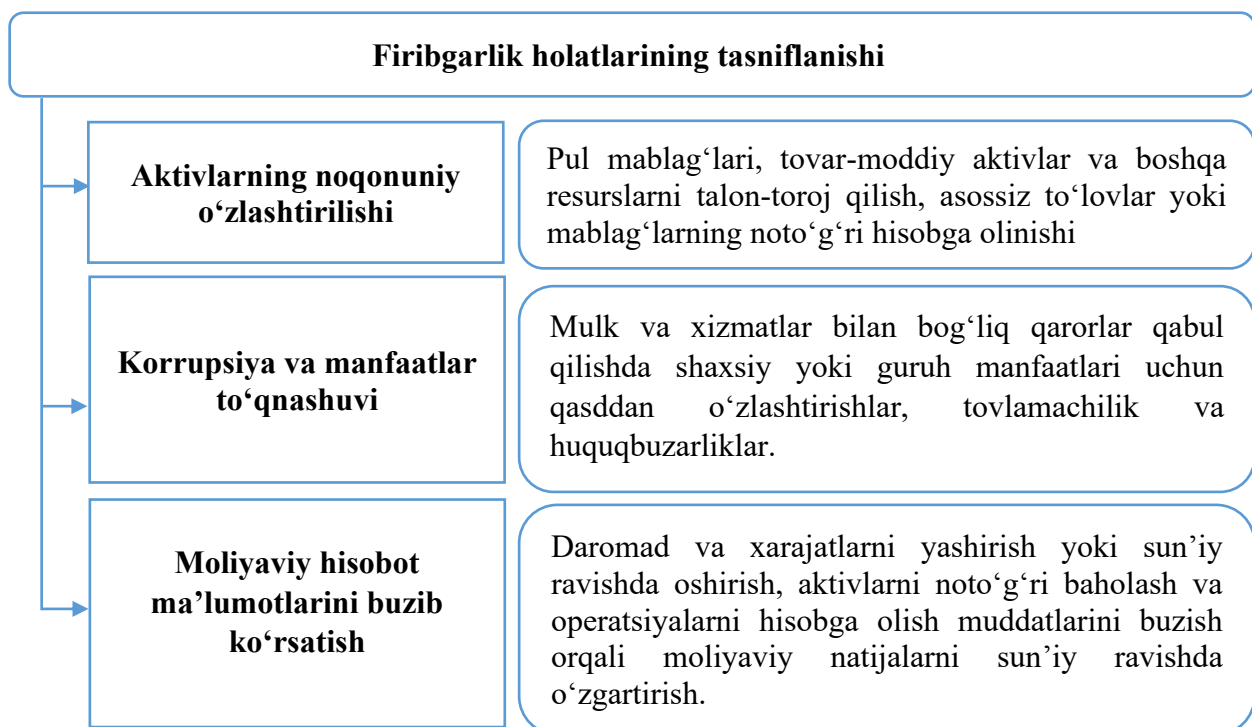 Firibgarlik holatlarining tasniflanishi
Aktivlarning noqonuniy
o‘zlashtirilishi
Pul mablag‘lari, tovar-moddiy aktivlar va boshqa
resurslarni talon-toroj qilish, asossiz to‘lovlar yoki
mablag‘larning noto‘g‘ri hisobga olinishi
Korrupsiya va manfaatlar
to‘qnashuvi
Mulk va xizmatlar bilan bog‘liq qarorlar qabul
qilishda shaxsiy yoki guruh manfaatlari uchun
qasddan o‘zlashtirishlar, tovlamachilik va
huquqbuzarliklar.
Moliyaviy hisobot
ma’lumotlarini buzib
ko‘rsatish
Daromad va xarajatlarni yashirish yoki sun’iy
ravishda oshirish, aktivlarni noto‘g‘ri baholash va
operatsiyalarni hisobga olish muddatlarini buzish
orqali moliyaviy natijalarni sun’iy ravishda
o‘zgartirish.